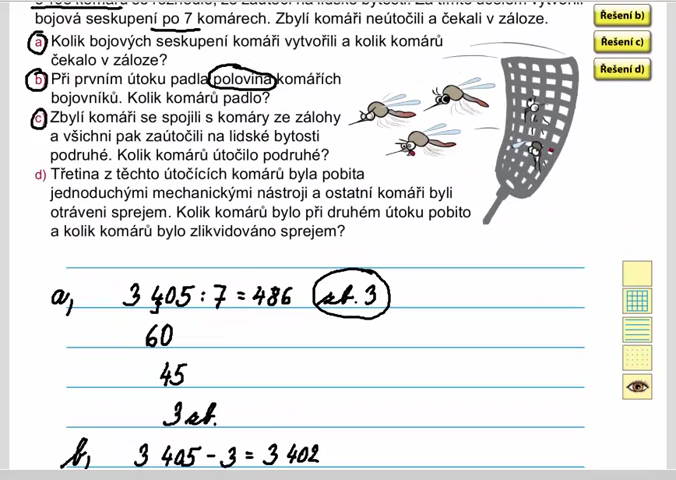 bojová seskupení po 7 komárech. Zbylí komáři neútočili a čekali v záloze.
a) Kolik bojových seskupení komáři vytvořili a kolik komárů
čekalo v záloze?
b) Při prvním útoku padla polovina komářích
bojovníků. Kolik komárů padlo?
c) Zbylí komáři se spojili s komáry ze zálohy
a všichni pak zaútočili na lidské bytosti
podruhé. Kolik komárů útočilo podruhé?
d) Třetina z těchto útočících komárů byla pobita
jednoduchými mechanickými nástroji a ostatní komáři byli
otráveni sprejem. Kolik komárů bylo při druhém útoku pobito
a kolik komárů bylo zlikvidováno sprejem?
Řešení b)
Řešení c)
Řešení d)
a, 3 405 : 7 = 486 zb. 3
60
45
3 zb.
b, 3 405 - 3 = 3 402